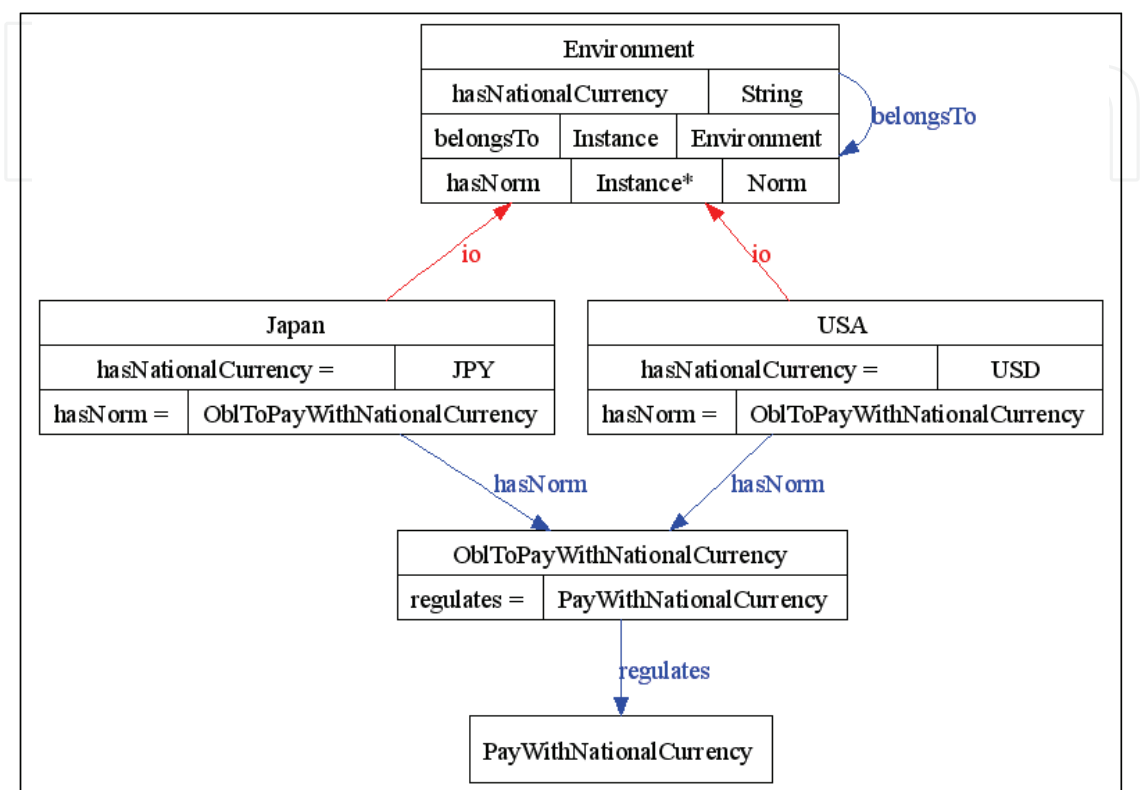 Environment
hasNationalCurrency String
belongsTo Instance Environment
belongsTo
hasNorm Instance* Norm
io io
Japan USA
hasNationalCurrency = JPY hasNationalCurrency = USD
hasNorm = OblToPayWithNationalCurrency hasNorm = OblToPayWithNationalCurrency
hasNorm hasNorm
OblToPayWithNationalCurrency
regulates = PayWithNationalCurrency
regulates
PayWithNationalCurrency